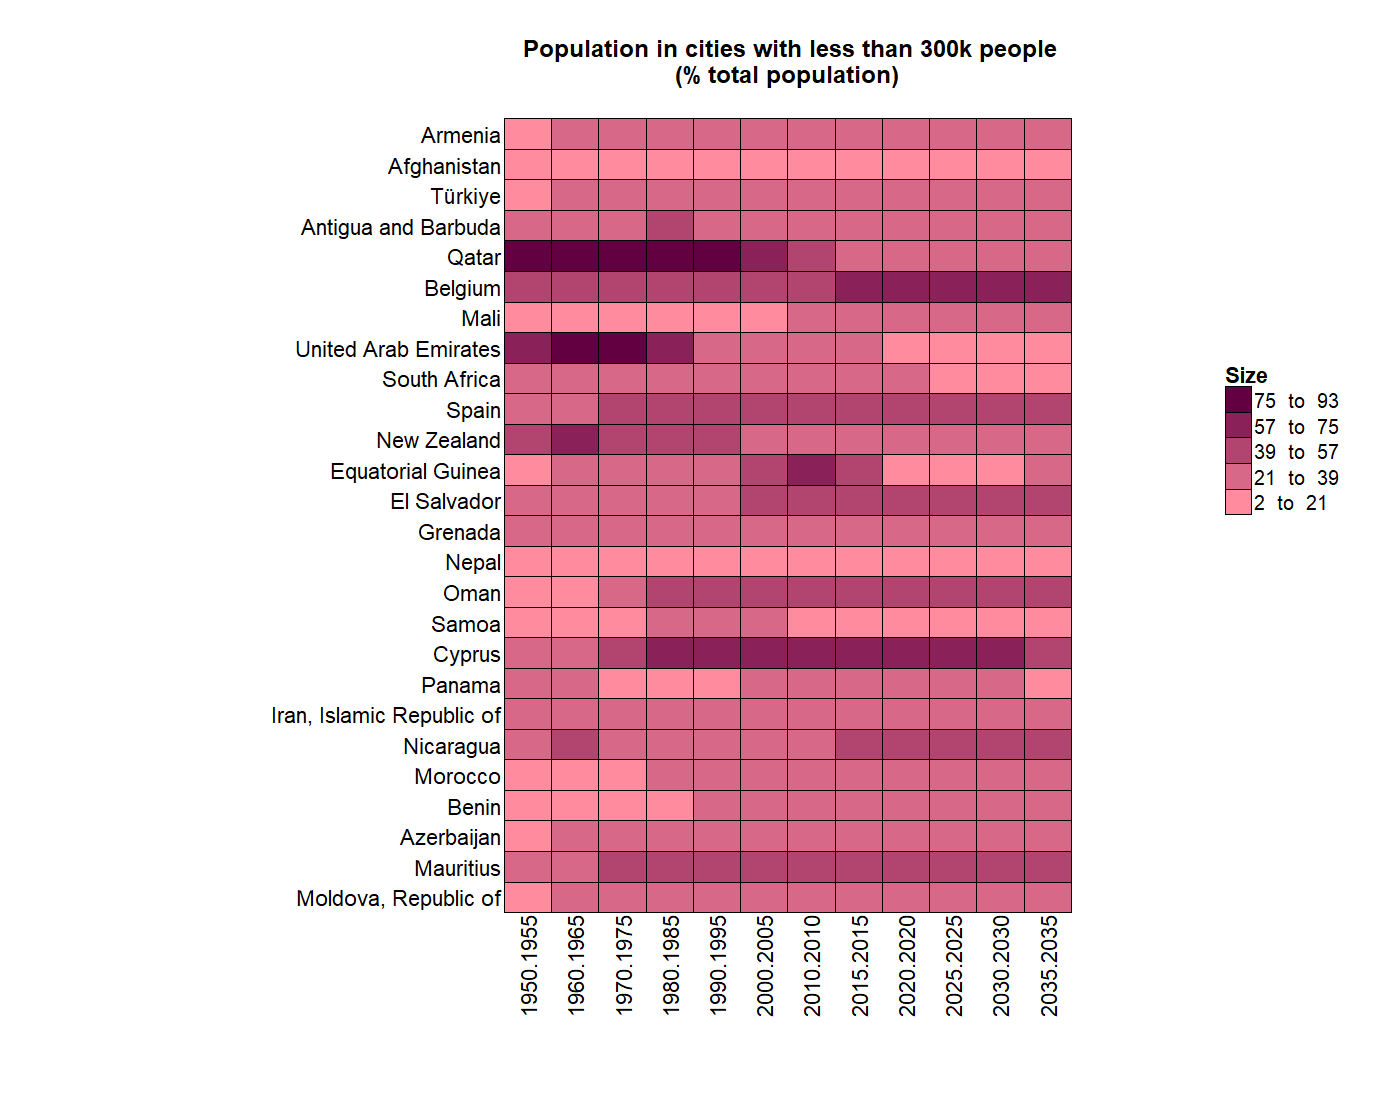 Population in cities with less than 300k people
(% total population)
Armenia
Afghanistan
Türkiye
Antigua and Barbuda
Qatar
Belgium
Mali
United Arab Emirates
South Africa
Spain
New Zealand
Equatorial Guinea
El Salvador
Grenada
Nepal
Oman
Samoa
Cyprus
Panama
Iran, Islamic Republic of
Nicaragua
Morocco
Benin
Azerbaijan
Mauritius
Moldova, Republic of
1950.1955
1960.1965
1970.1975
1980.1985
1990.1995
2000.2005
2010.2010
2015.2015
2020.2020
2025.2025
2030.2030
2035.2035
Size
75 to 93
57 to 75
39 to 57
21 to 39
2 to 21